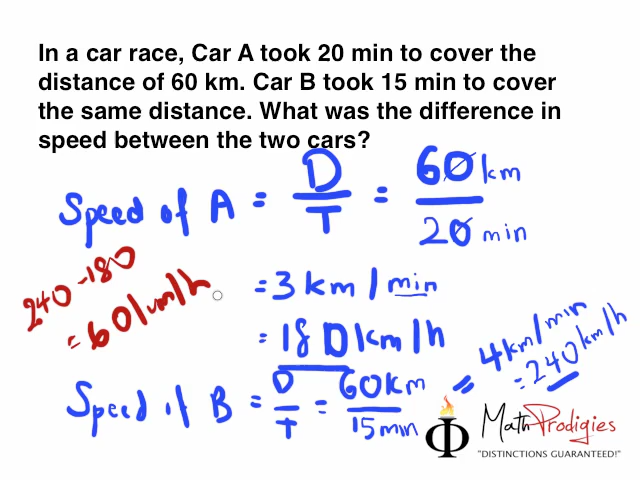 In a car race, Car A took 20 min to cover the
distance of 60 km. Car B took 15 min to cover
the same distance. What was the difference in
speed between the two cars?
Speed of A = D/T = 60 km / 20 min
= 3 km / min
= 180 km / h
Speed of B = D/T = 60 km / 15 min = 4 km / min
= 240 km / h
240 - 180
= 60 km / h
Math Prodigies
"DISTINCTIONS GUARANTEED!"